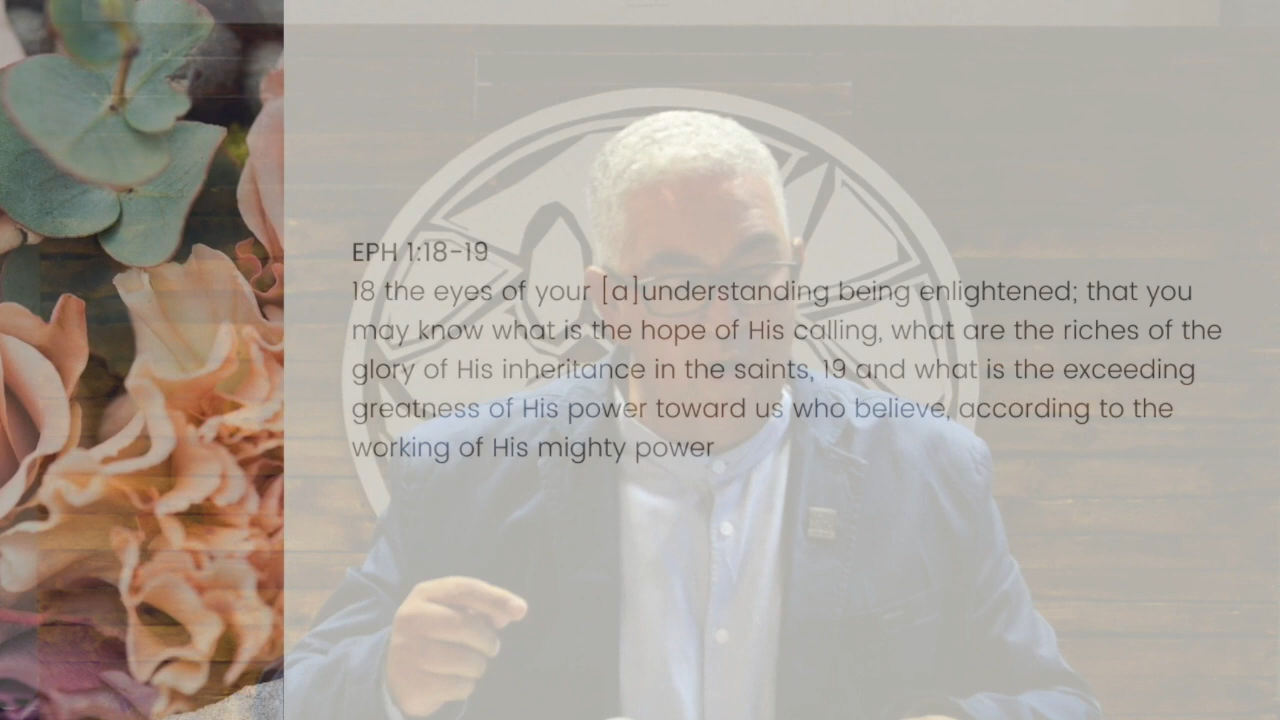 EPH 1:18-19
18 the eyes of your [a]understanding being enlightened; that you
may know what is the hope of His calling, what are the riches of the
glory of His inheritance in the saints, 19 and what is the exceeding
greatness of His power toward us who believe, according to the
working of His mighty power